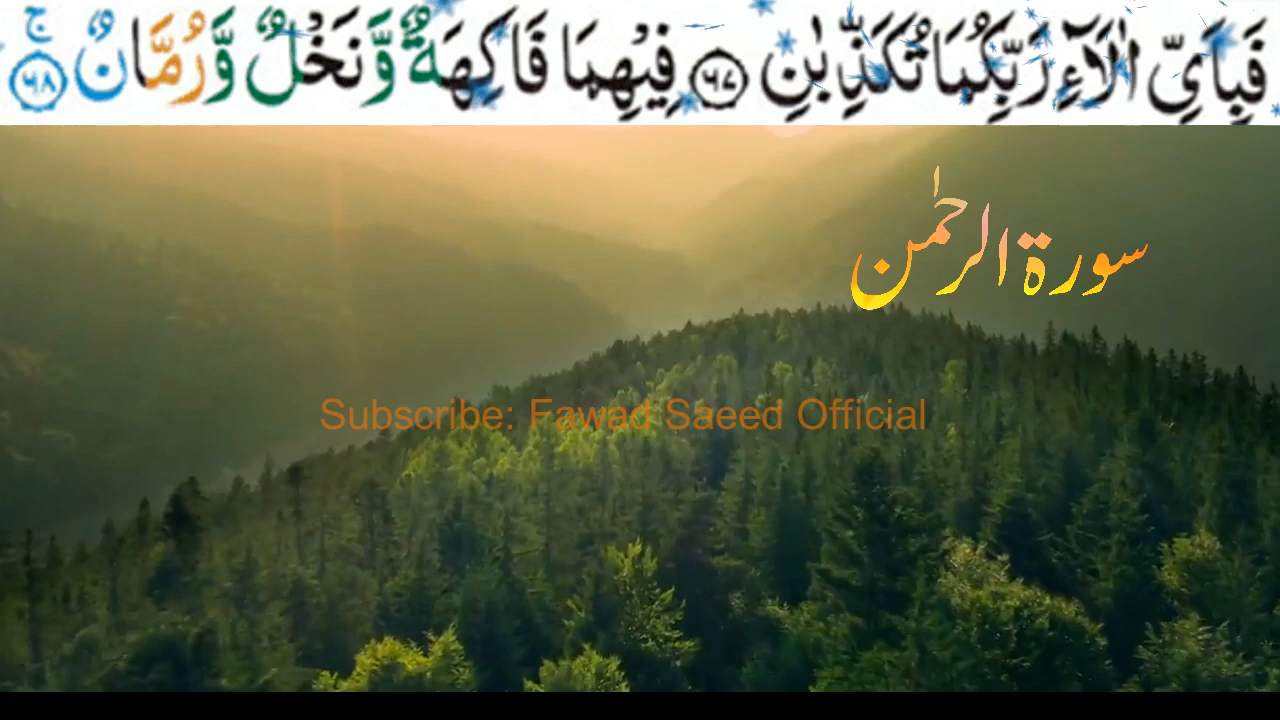 فَبِاَىِّ اٰلَآءِ رَبِّكُمَا تُكَذِّبٰنِ ﴿٦٧﴾ فِيْهِمَا فَاكِهَةٌ وَّنَخْلٌ وَّرُمَّانٌ ۚ ﴿٦٨﴾
سورة الرحمٰن
Subscribe: Fawad Saeed Official